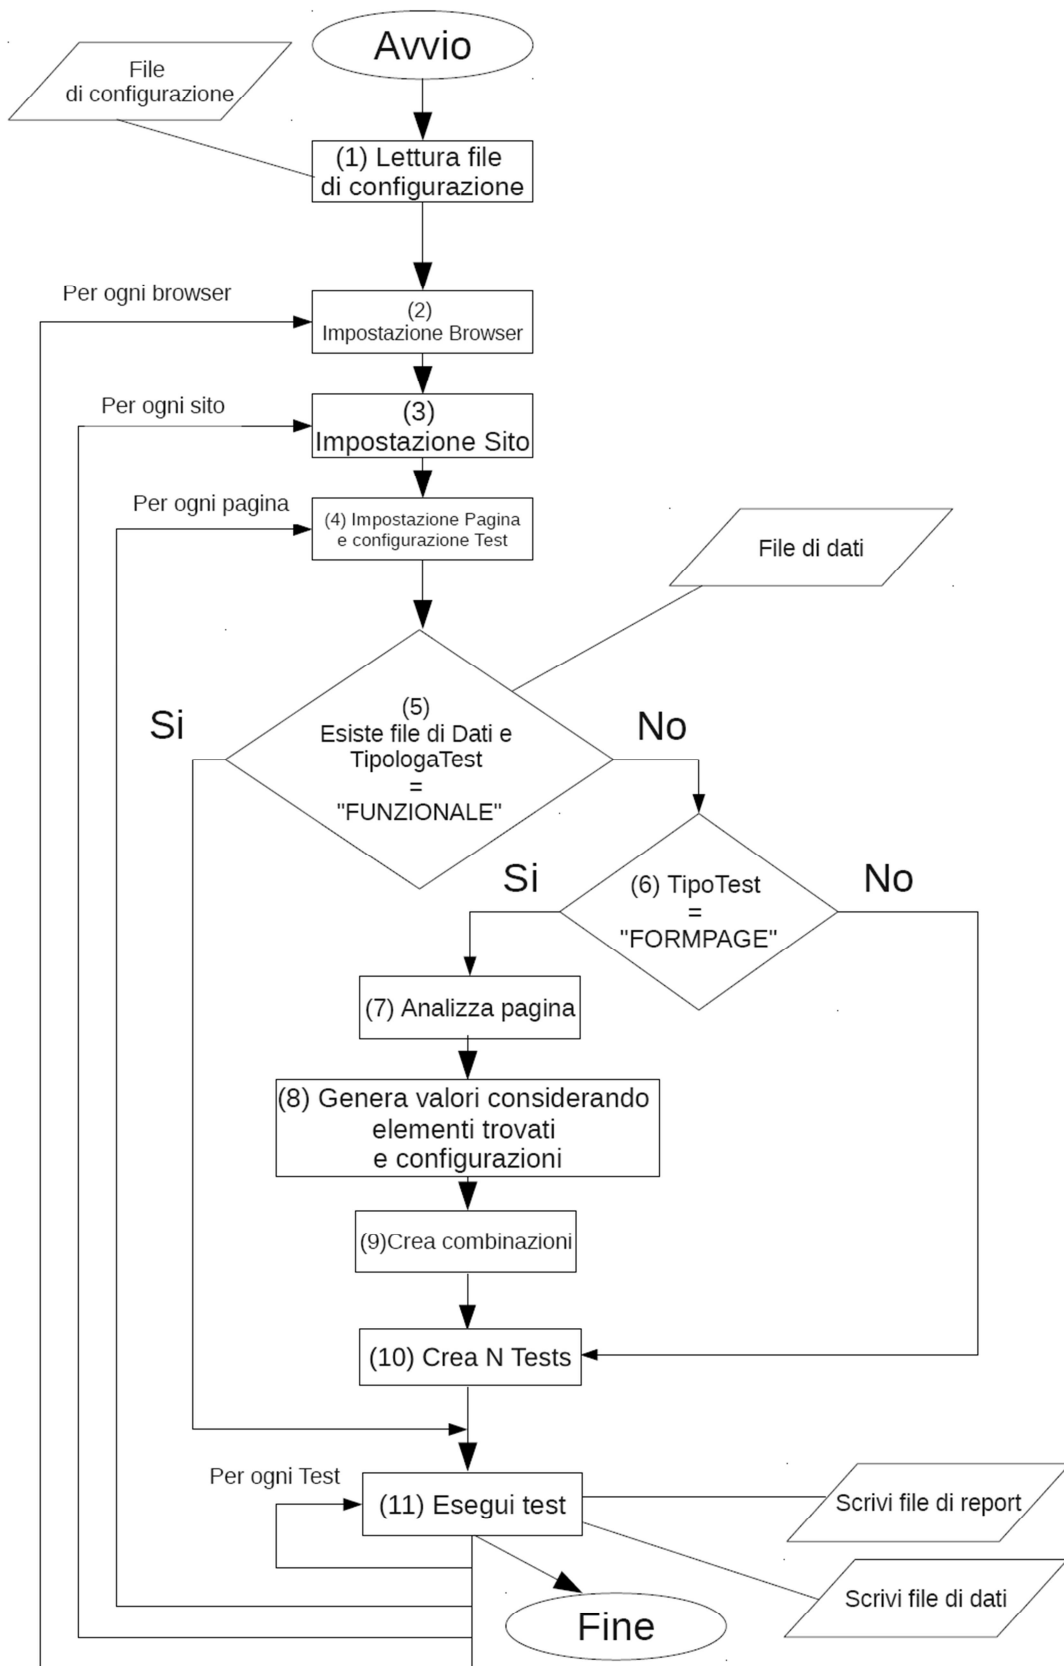 Avvio
File
di configurazione
(1) Lettura file
di configurazione
Per ogni browser
(2)
Impostazione Browser
Per ogni sito
(3)
Impostazione Sito
Per ogni pagina
(4) Impostazione Pagina
e configurazione Test
File di dati
(5)
Esiste file di Dati e
TipologaTest
=
"FUNZIONALE"
Si
No
(6) TipoTest
=
"FORMPAGE"
Si
No
(7) Analizza pagina
(8) Genera valori considerando
elementi trovati
e configurazioni
(9)Crea combinazioni
(10) Crea N Tests
Per ogni Test
(11) Esegui test
Scrivi file di report
Scrivi file di dati
Fine